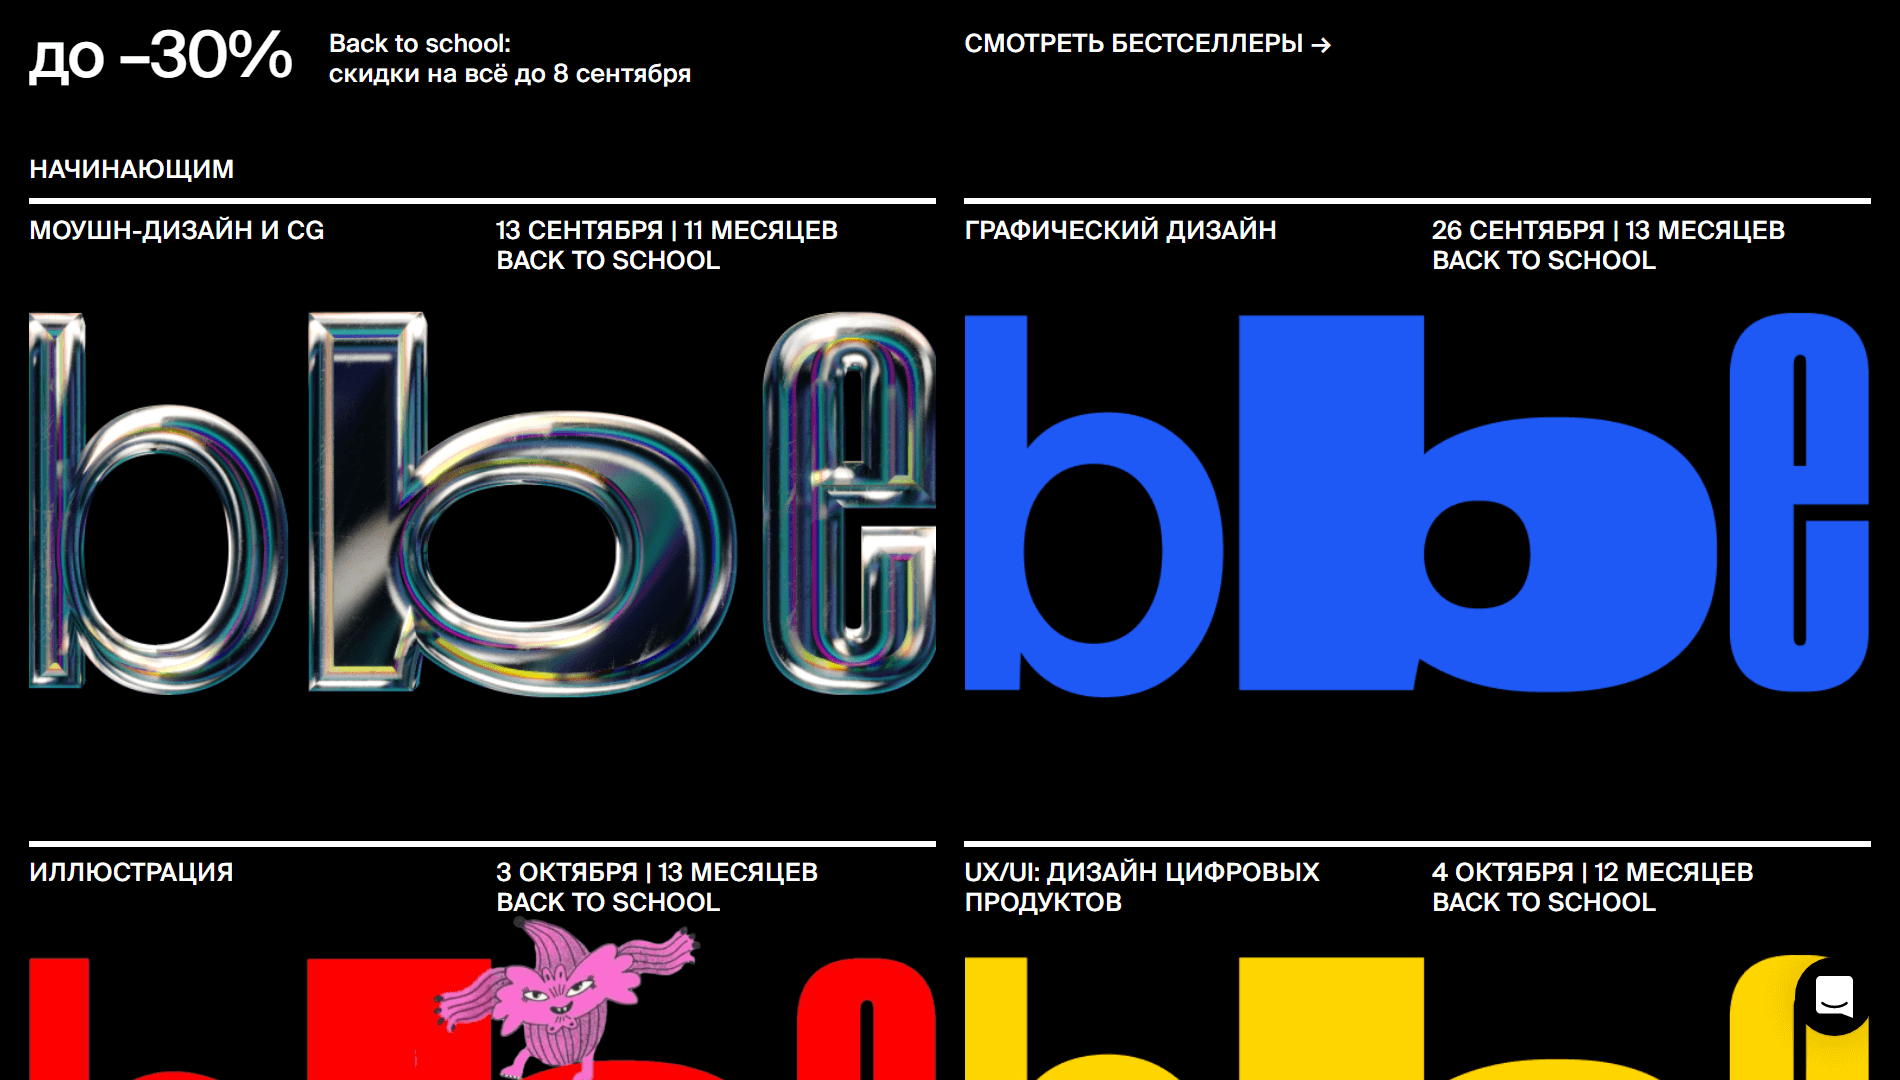 до –30%
Back to school:
скидки на всё до 8 сентября
СМОТРЕТЬ БЕСТСЕЛЛЕРЫ →
НАЧИНАЮЩИМ
МОУШН-ДИЗАЙН И CG
13 СЕНТЯБРЯ | 11 МЕСЯЦЕВ
BACK TO SCHOOL
ГРАФИЧЕСКИЙ ДИЗАЙН
26 СЕНТЯБРЯ | 13 МЕСЯЦЕВ
BACK TO SCHOOL
bbe
bbe
ИЛЛЮСТРАЦИЯ
3 ОКТЯБРЯ | 13 МЕСЯЦЕВ
BACK TO SCHOOL
UX/UI: ДИЗАЙН ЦИФРОВЫХ
ПРОДУКТОВ
4 ОКТЯБРЯ | 12 МЕСЯЦЕВ
BACK TO SCHOOL
bbe
bbe